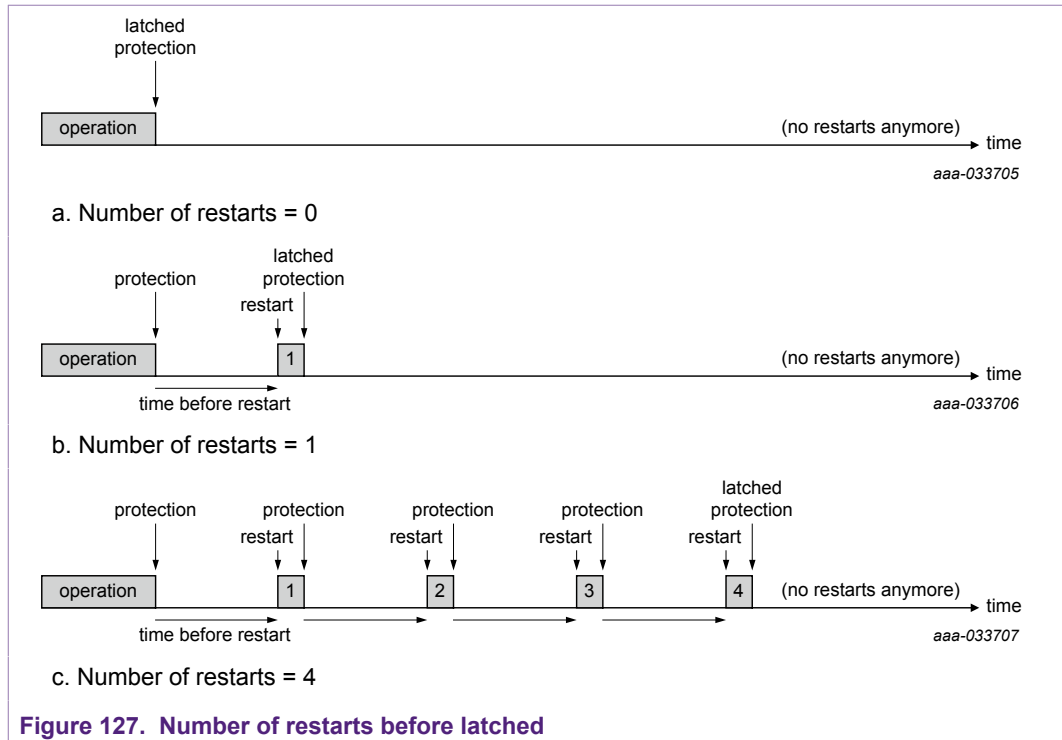 latched
protection
operation
(no restarts anymore)
time
aaa-033705
a. Number of restarts = 0
latched
protection
protection
restart
operation
1
(no restarts anymore)
time
time before restart
aaa-033706
b. Number of restarts = 1
latched
protection
protection
protection
protection
protection
restart
restart
restart
restart
operation
1
2
3
4
(no restarts anymore)
time
time before restart
aaa-033707
c. Number of restarts = 4
Figure 127. Number of restarts before latched